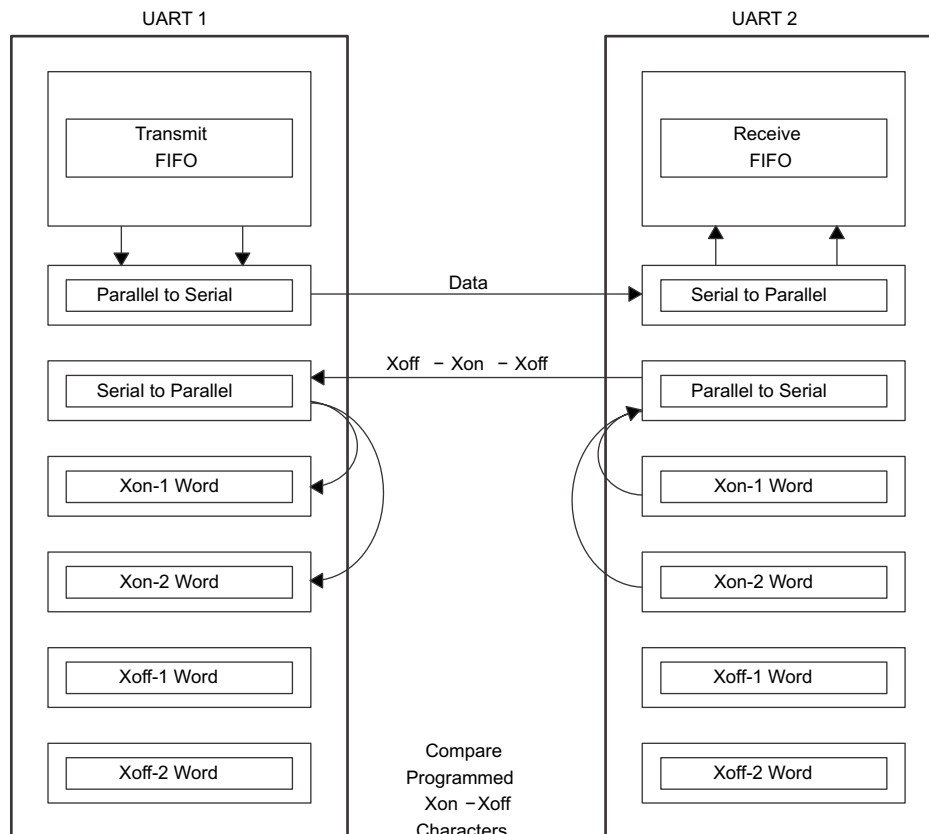 UART 1
UART 2
Transmit
FIFO
Receive
FIFO
Parallel to Serial
Data
Serial to Parallel
Xoff − Xon − Xoff
Serial to Parallel
Parallel to Serial
Xon-1 Word
Xon-1 Word
Xon-2 Word
Xon-2 Word
Xoff-1 Word
Xoff-1 Word
Xoff-2 Word
Xoff-2 Word
Compare
Programmed
Xon −Xoff
Characters